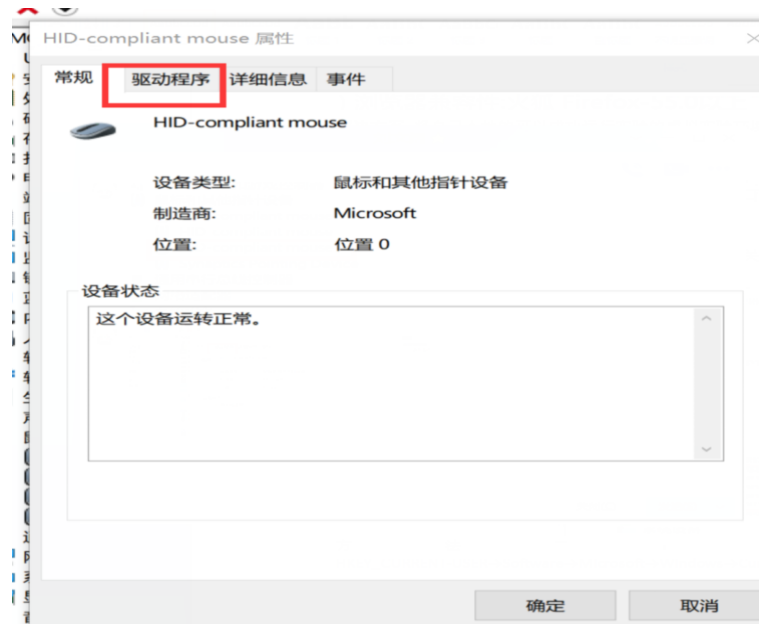 HID-compliant mouse 属性
常规 驱动程序 详细信息 事件
HID-compliant mouse
设备类型: 鼠标和其他指针设备
制造商: Microsoft
位置: 位置 0
设备状态
这个设备运转正常。
确定 取消